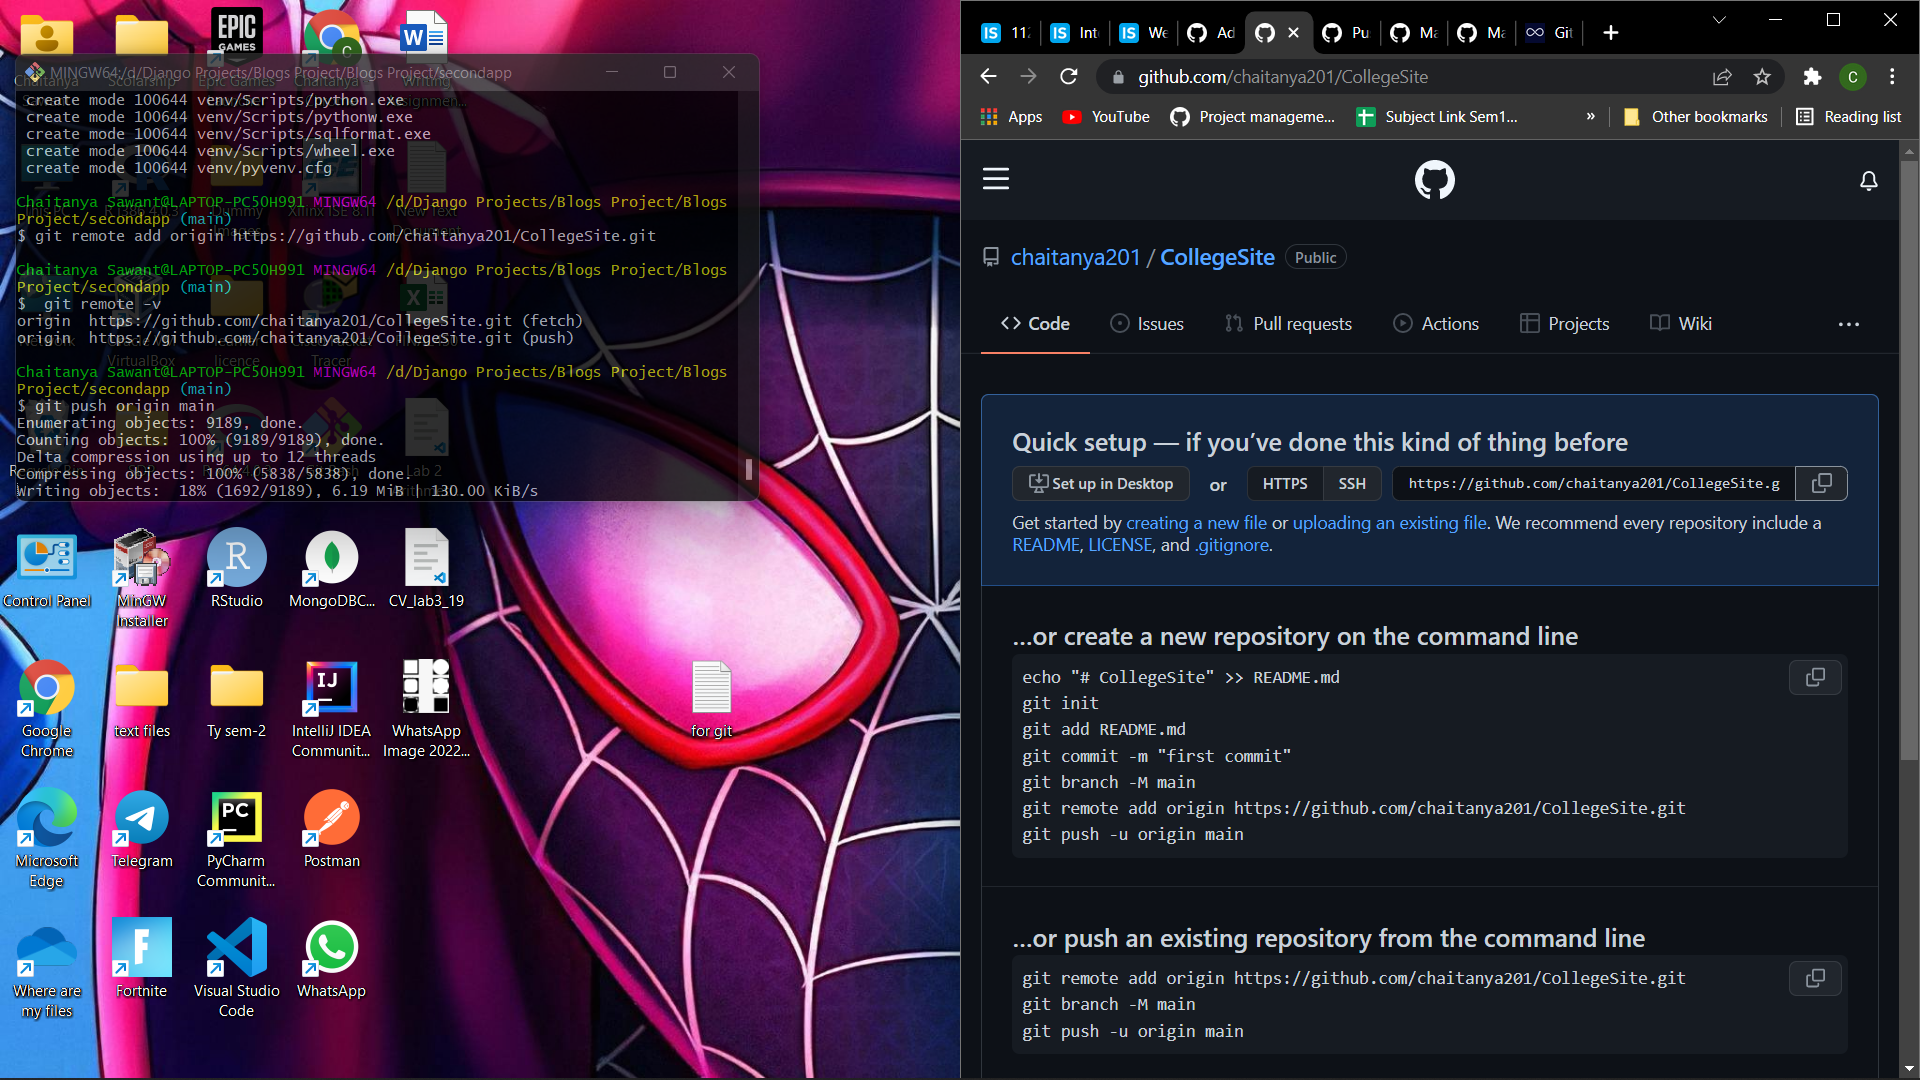 MINGW64:/d/Django Projects/Blogs Project/Blogs Project/secondapp
create mode 100644 venv/Scripts/python.exe
create mode 100644 venv/Scripts/pythonw.exe
create mode 100644 venv/Scripts/sqlformat.exe
create mode 100644 venv/Scripts/wheel.exe
create mode 100644 venv/pyvenv.cfg
Chaitanya Sawant@LAPTOP-PC5OH991 MINGW64 /d/Django Projects/Blogs Project/Blogs
Project/secondapp (main)
$ git remote add origin https://github.com/chaitanya201/CollegeSite.git
Chaitanya Sawant@LAPTOP-PC5OH991 MINGW64 /d/Django Projects/Blogs Project/Blogs
Project/secondapp (main)
$  git remote -v
origin  https://github.com/chaitanya201/CollegeSite.git (fetch)
origin  https://github.com/chaitanya201/CollegeSite.git (push)
Chaitanya Sawant@LAPTOP-PC5OH991 MINGW64 /d/Django Projects/Blogs Project/Blogs
Project/secondapp (main)
$ git push origin main
Enumerating objects: 9189, done.
Counting objects: 100% (9189/9189), done.
Delta compression using up to 12 threads
Compressing objects: 100% (5838/5838), done.
Writing objects:  18% (1692/9189), 6.19 MiB | 130.00 KiB/s
EPIC
GAMES
Control Panel
MinGW
Installer
RStudio
MongoDBC...
CV_lab3_19
Google
Chrome
text files
Ty sem-2
IntelliJ IDEA
Communit...
WhatsApp
Image 2022...
for git
Microsoft
Edge
Telegram
PyCharm
Communit...
Postman
Where are
my files
Fortnite
Visual Studio
Code
WhatsApp
IS 11
IS Int
IS We
Ad
Pu
Ma
Ma
Git
github.com/chaitanya201/CollegeSite
C
Apps
YouTube
Project manageme...
Subject Link Sem1...
»
Other bookmarks
Reading list
chaitanya201 / CollegeSite Public
Code
Issues
Pull requests
Actions
Projects
Wiki
Quick setup — if you’ve done this kind of thing before
Set up in Desktop or HTTPS SSH https://github.com/chaitanya201/CollegeSite.g
Get started by creating a new file or uploading an existing file. We recommend every repository include a
README, LICENSE, and .gitignore.
…or create a new repository on the command line
echo "# CollegeSite" >> README.md
git init
git add README.md
git commit -m "first commit"
git branch -M main
git remote add origin https://github.com/chaitanya201/CollegeSite.git
git push -u origin main
…or push an existing repository from the command line
git remote add origin https://github.com/chaitanya201/CollegeSite.git
git branch -M main
git push -u origin main